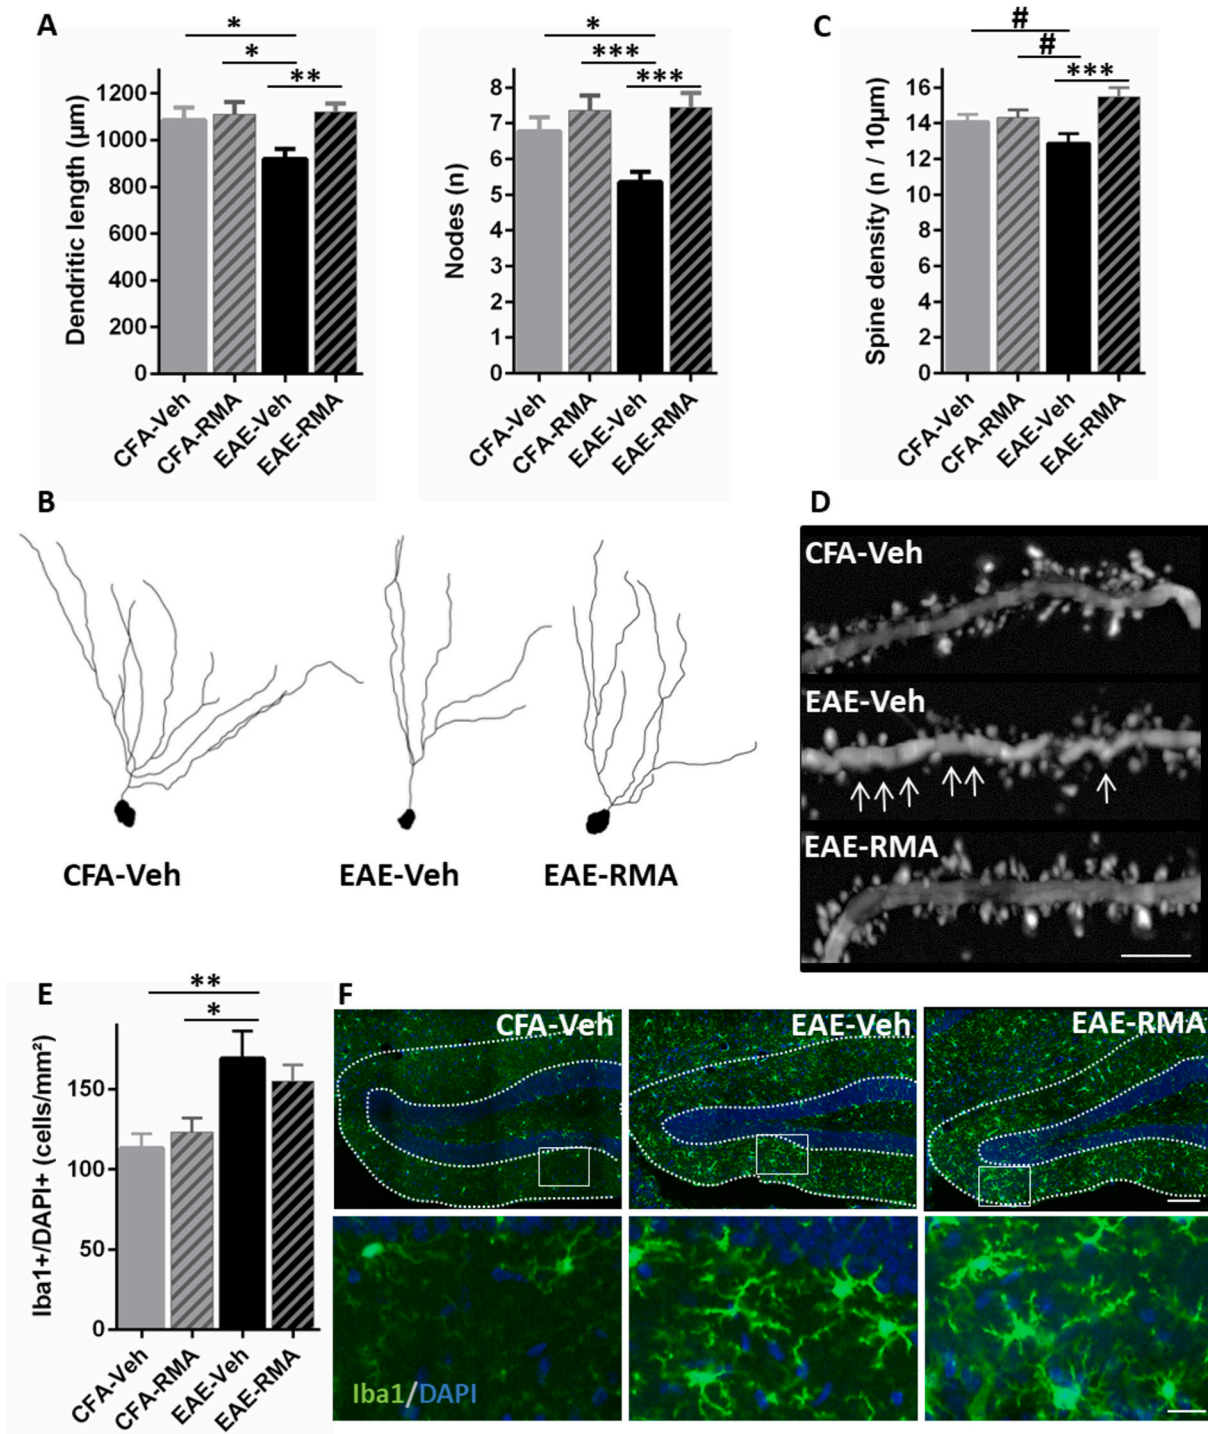 A
*
*
**
Dendritic length (µm)
1200
1000
800
600
400
200
0
CFA-Veh
CFA-RMA
EAE-Veh
EAE-RMA
*
***
***
Nodes (n)
8
7
6
5
4
3
2
1
0
CFA-Veh
CFA-RMA
EAE-Veh
EAE-RMA
C
#
#
***
Spine density (n / 10µm)
16
14
12
10
8
6
4
2
0
CFA-Veh
CFA-RMA
EAE-Veh
EAE-RMA
B
CFA-Veh
EAE-Veh
EAE-RMA
D
CFA-Veh
EAE-Veh
EAE-RMA
E
**
*
Iba1+/DAPI+ (cells/mm²)
150
100
50
0
CFA-Veh
CFA-RMA
EAE-Veh
EAE-RMA
F
CFA-Veh
EAE-Veh
EAE-RMA
Iba1/DAPI